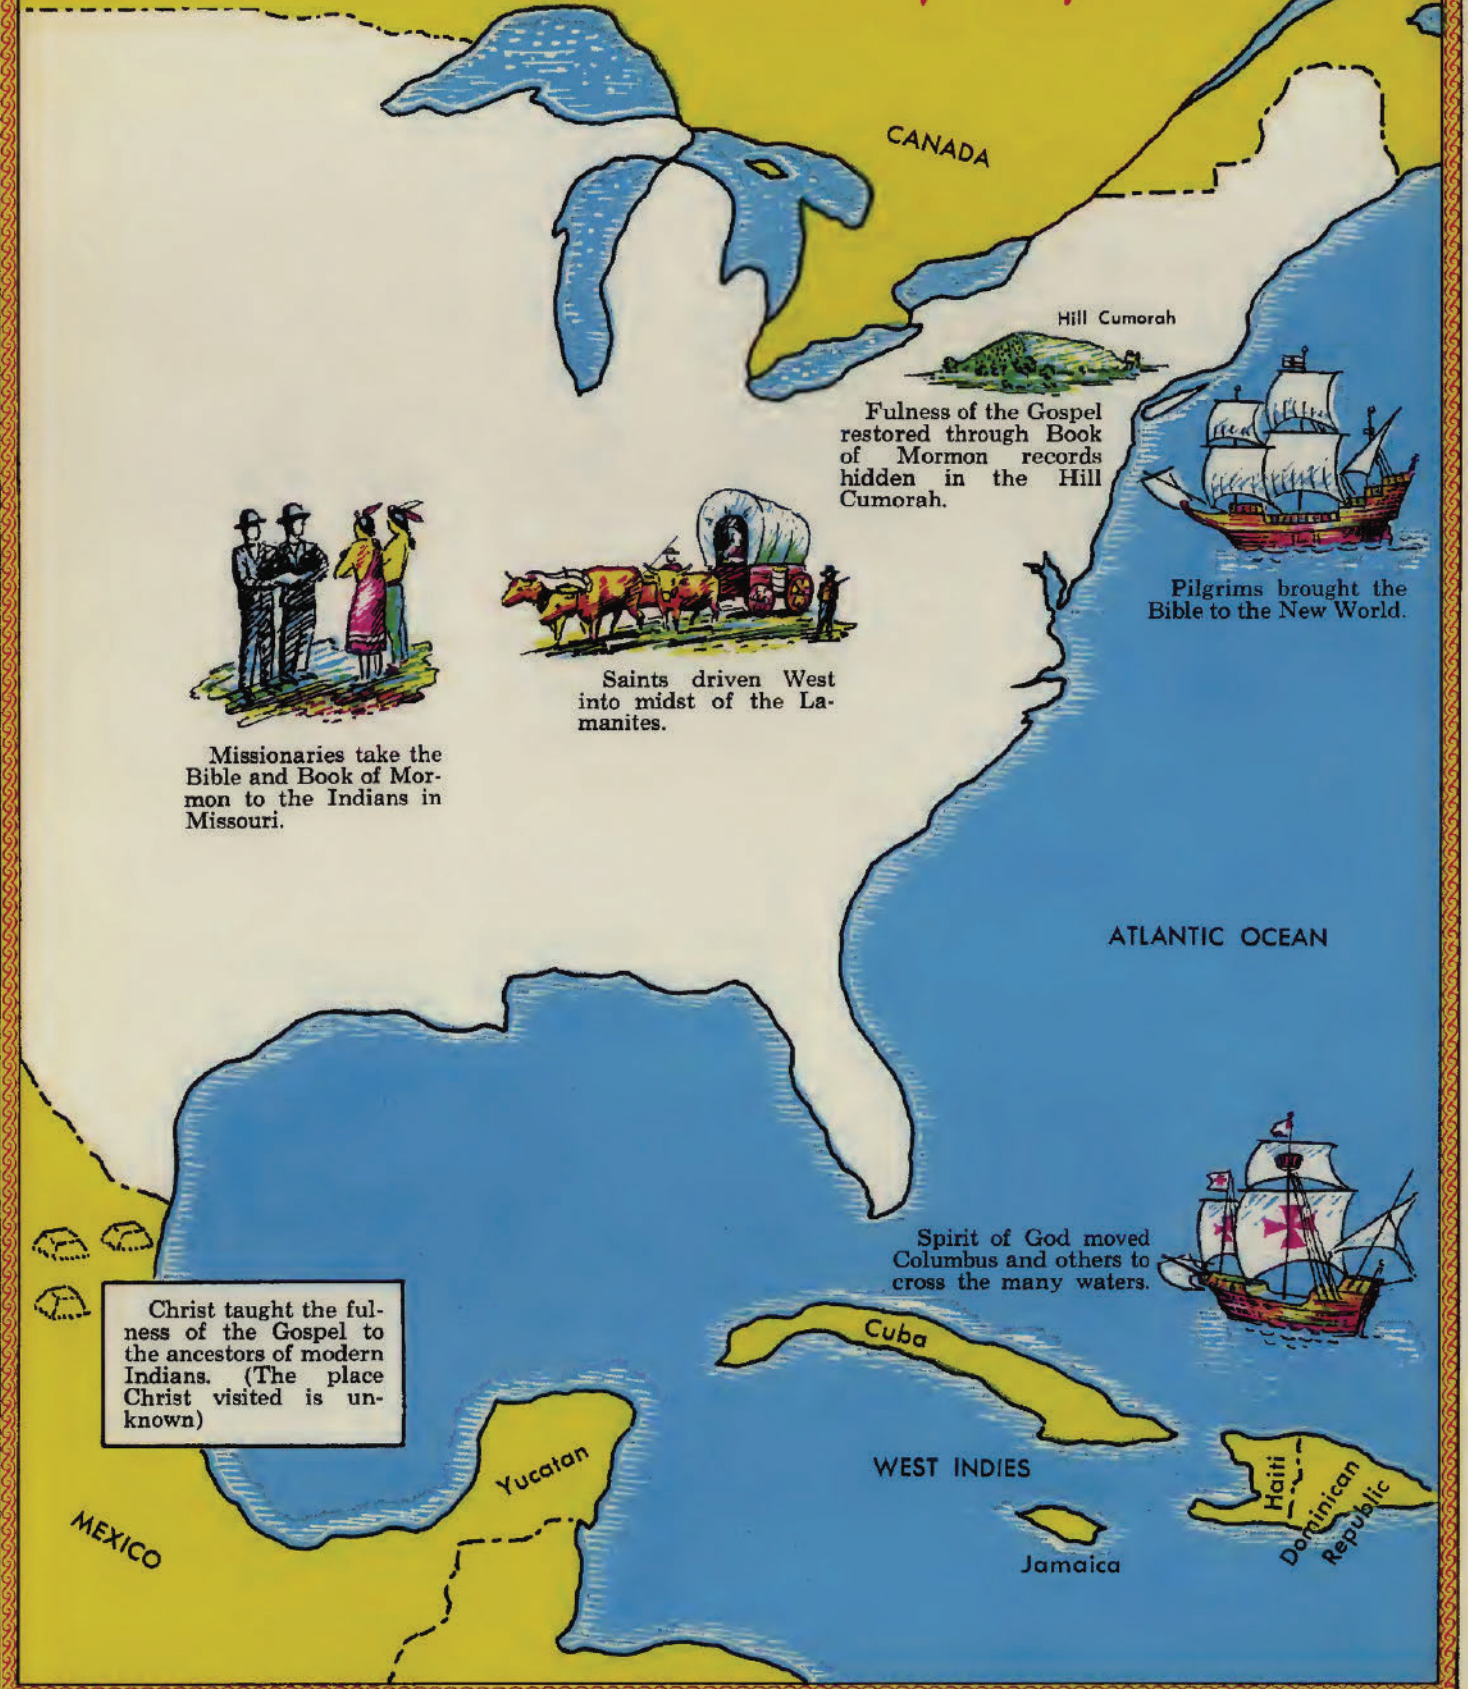 CANADA
Hill Cumorah
Fulness of the Gospel
restored through Book
of Mormon records
hidden in the Hill
Cumorah.
Pilgrims brought the
Bible to the New World.
Saints driven West
into midst of the La-
manites.
Missionaries take the
Bible and Book of Mor-
mon to the Indians in
Missouri.
ATLANTIC OCEAN
Spirit of God moved
Columbus and others to
cross the many waters.
Christ taught the ful-
ness of the Gospel to
the ancestors of modern
Indians. (The place
Christ visited is un-
known)
Cuba
Yucatan
WEST INDIES
Haiti
Dominican
Republic
MEXICO
Jamaica